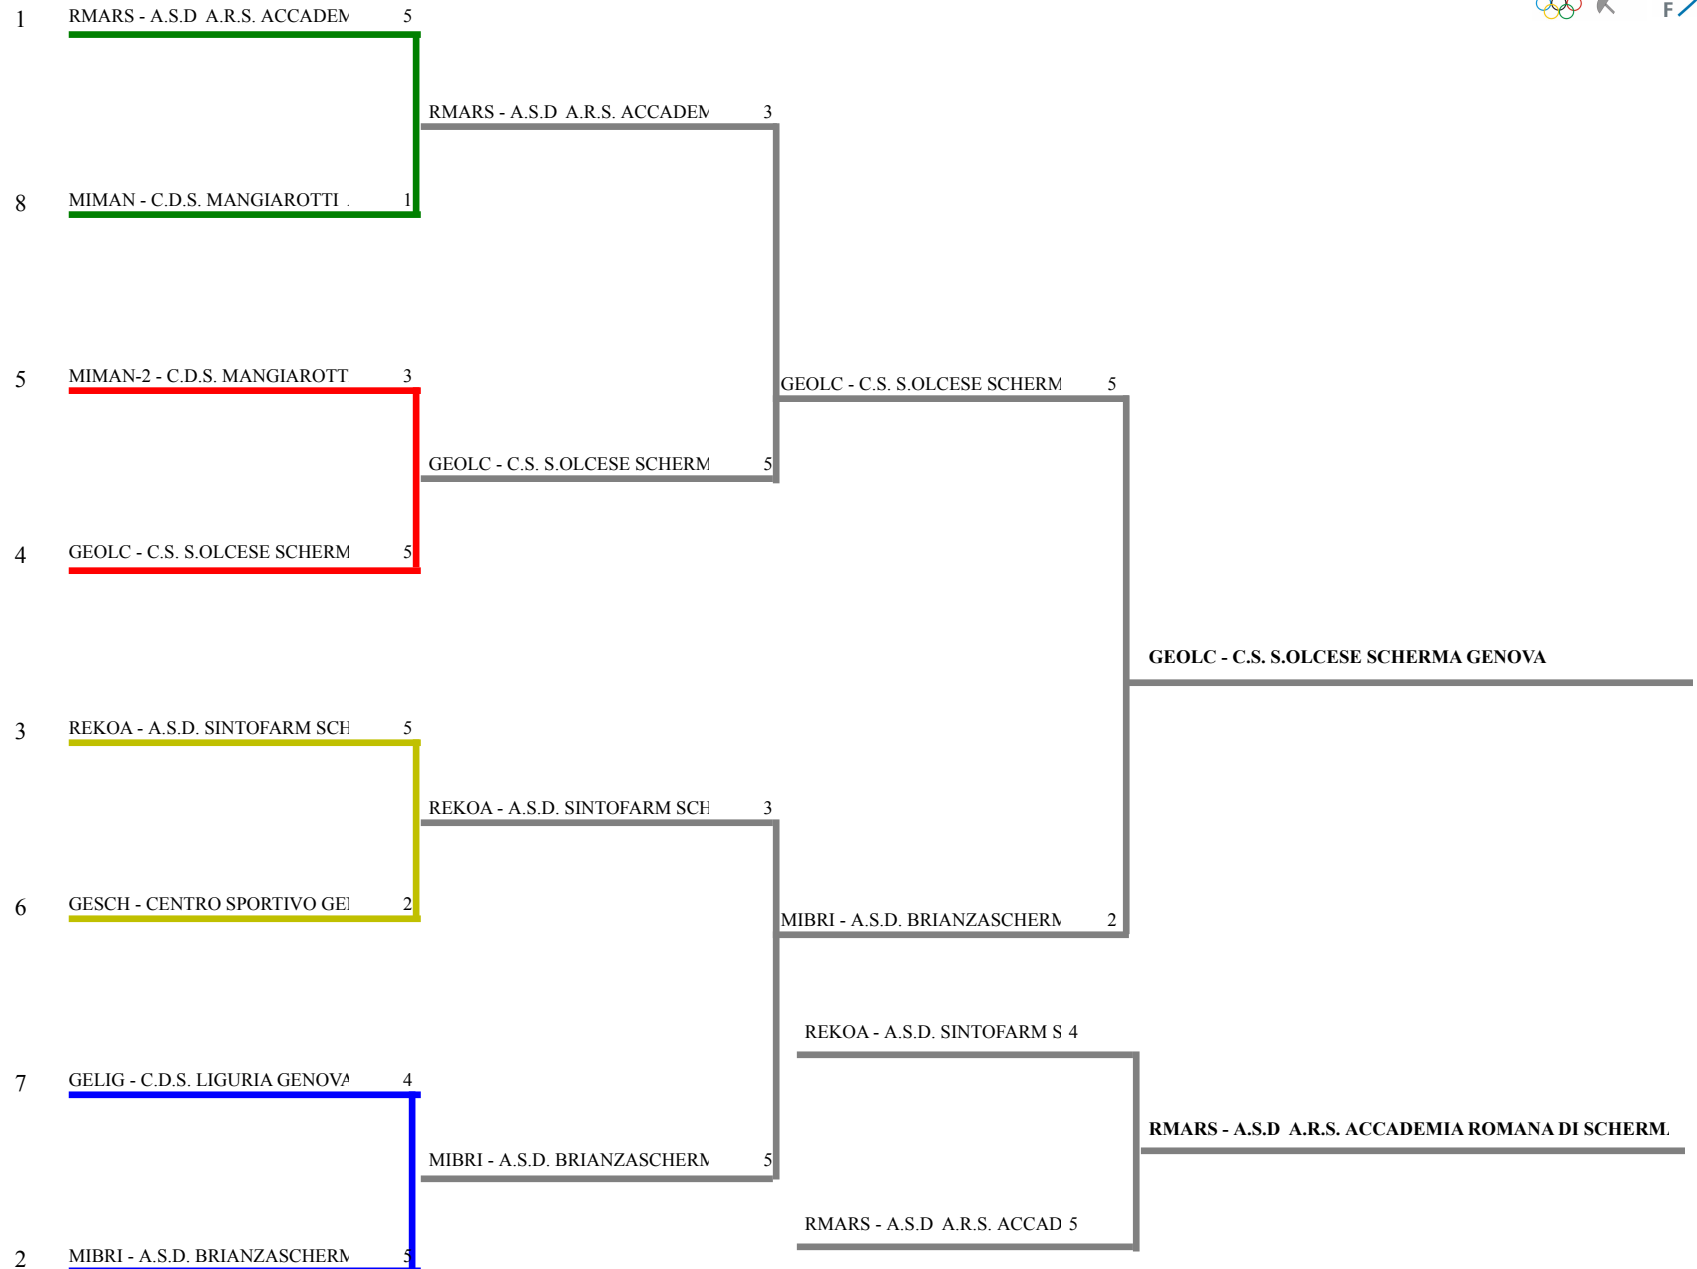 F
1 RMARS - A.S.D A.R.S. ACCADEM 5
RMARS - A.S.D A.R.S. ACCADEM 3
8 MIMAN - C.D.S. MANGIAROTTI . 1
5 MIMAN-2 - C.D.S. MANGIAROTT 3
GEOLC - C.S. S.OLCESE SCHERM 5
GEOLC - C.S. S.OLCESE SCHERM 5
4 GEOLC - C.S. S.OLCESE SCHERM 5
GEOLC - C.S. S.OLCESE SCHERMA GENOVA
3 REKOA - A.S.D. SINTOFARM SCH 5
REKOA - A.S.D. SINTOFARM SCH 3
6 GESCH - CENTRO SPORTIVO GE 2
MIBRI - A.S.D. BRIANZASCHERM 2
REKOA - A.S.D. SINTOFARM S 4
7 GELIG - C.D.S. LIGURIA GENOVA 4
RMARS - A.S.D A.R.S. ACCADEMIA ROMANA DI SCHERM.
MIBRI - A.S.D. BRIANZASCHERM 5
RMARS - A.S.D A.R.S. ACCAD 5
2 MIBRI - A.S.D. BRIANZASCHERM 5